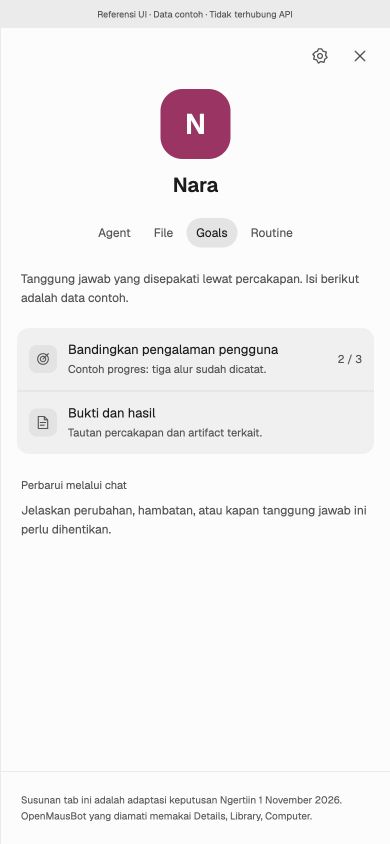 Referensi UI · Data contoh · Tidak terhubung API
N
Nara
Agent File Goals Routine
Tanggung jawab yang disepakati lewat percakapan. Isi berikut
adalah data contoh.
Bandingkan pengalaman pengguna
Contoh progres: tiga alur sudah dicatat.
2 / 3
Bukti dan hasil
Tautan percakapan dan artifact terkait.
Perbarui melalui chat
Jelaskan perubahan, hambatan, atau kapan tanggung jawab ini
perlu dihentikan.
Susunan tab ini adalah adaptasi keputusan Ngertiin 1 November 2026.
OpenMausBot yang diamati memakai Details, Library, Computer.